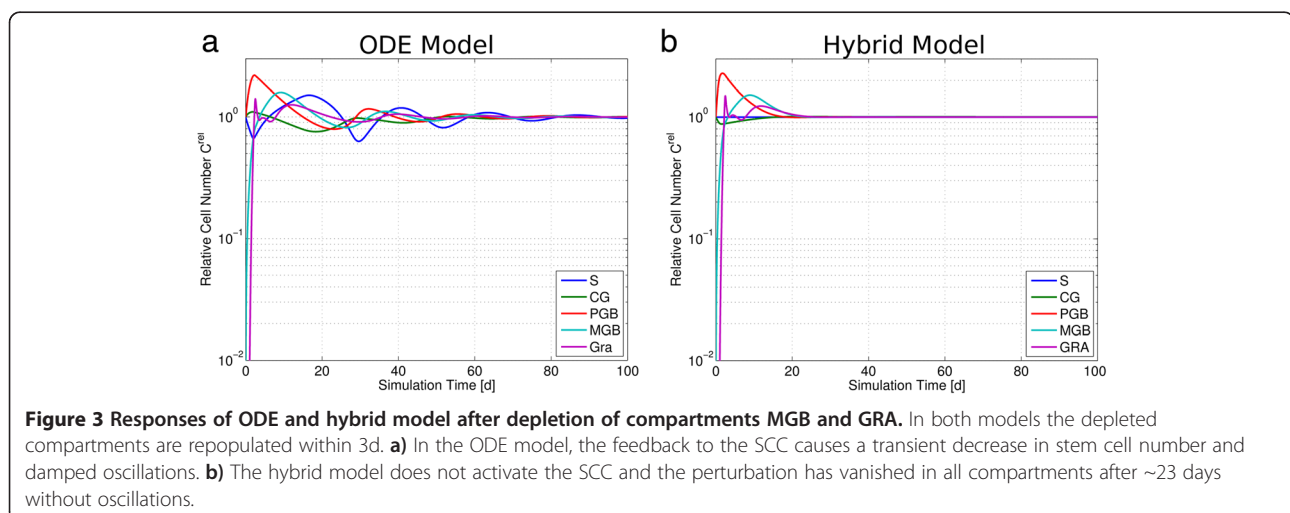 a
ODE Model
Relative Cell Number C^rel
10^0
10^-1
10^-2
0 20 40 60 80 100
Simulation Time [d]
S
CG
PGB
MGB
Gra
b
Hybrid Model
Relative Cell Number C^rel
10^0
10^-1
10^-2
0 20 40 60 80 100
Simulation Time [d]
S
CG
PGB
MGB
GRA
Figure 3 Responses of ODE and hybrid model after depletion of compartments MGB and GRA. In both models the depleted
compartments are repopulated within 3d. a) In the ODE model, the feedback to the SCC causes a transient decrease in stem cell number and
damped oscillations. b) The hybrid model does not activate the SCC and the perturbation has vanished in all compartments after ~23 days
without oscillations.